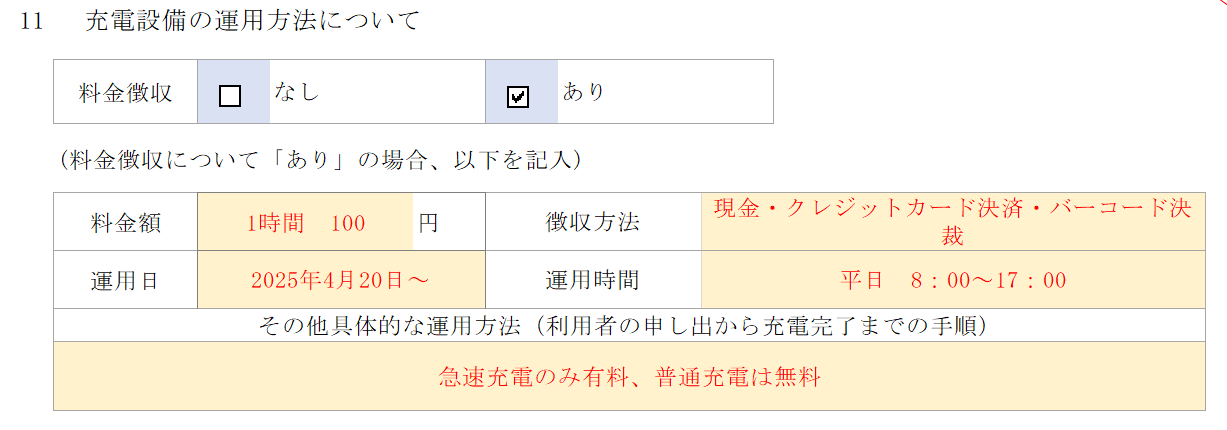 11　充電設備の運用方法について
料金徴収　なし　あり
（料金徴収について「あり」の場合、以下を記入）
料金額　1時間　100　円　徴収方法　現金・クレジットカード決済・バーコード決
裁
運用日　2025年4月20日～　運用時間　平日　8：00～17：00
その他具体的な運用方法（利用者の申し出から充電完了までの手順）
急速充電のみ有料、普通充電は無料